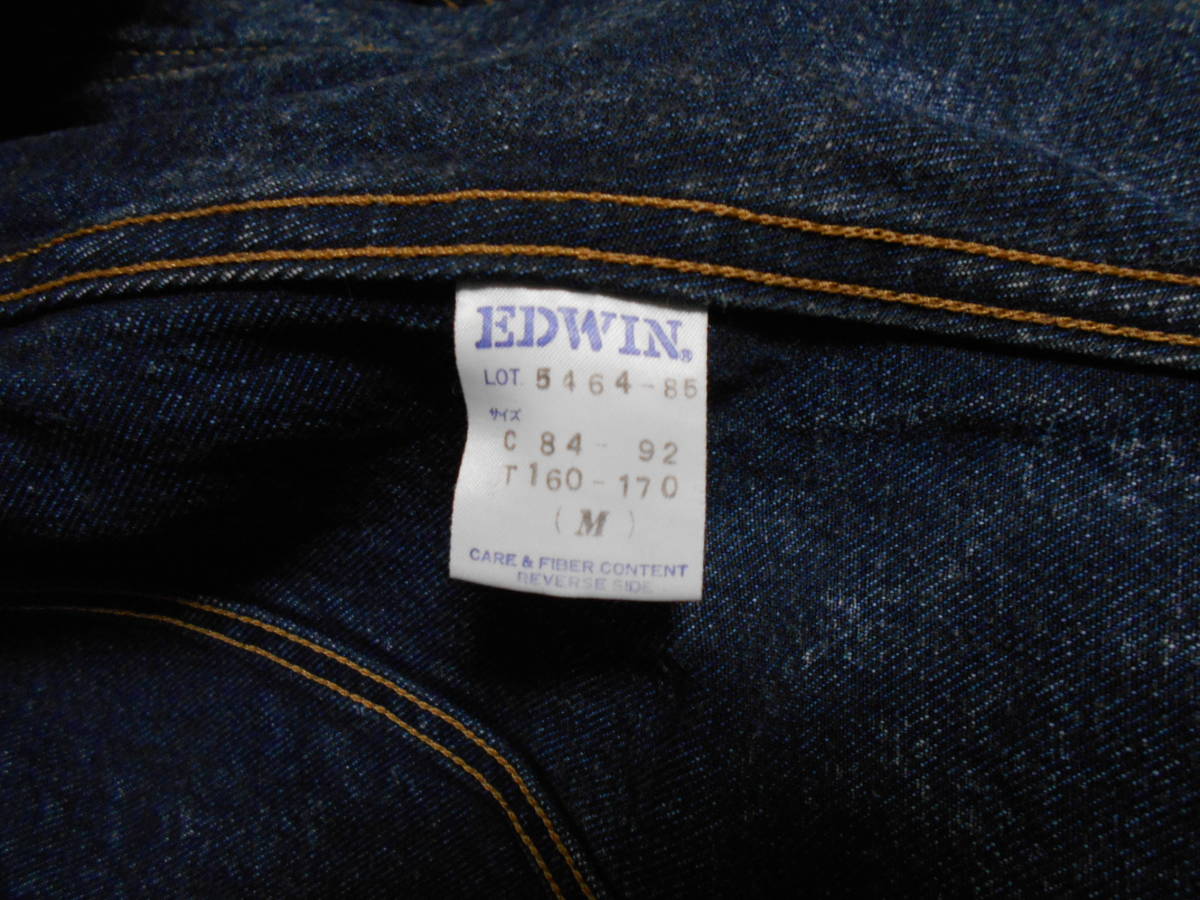 EDWIN®
LOT. 5464-85
サイズ
C 84 - 92
T160-170
(M)
CARE & FIBER CONTENT
REVERSE SIDE